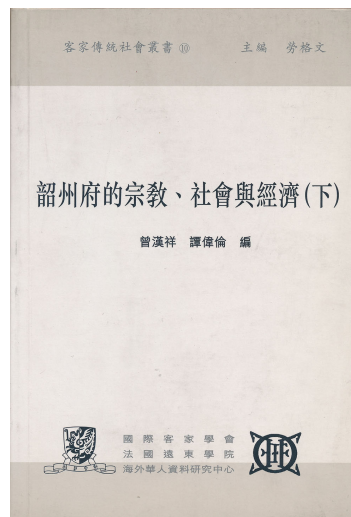 客家傳統社會叢書⑩ 主編 勞格文
韶州府的宗教、社會與經濟(下)
曾漢祥 譚偉倫 編
國際客家學會
法國遠東學院
海外華人資料研究中心